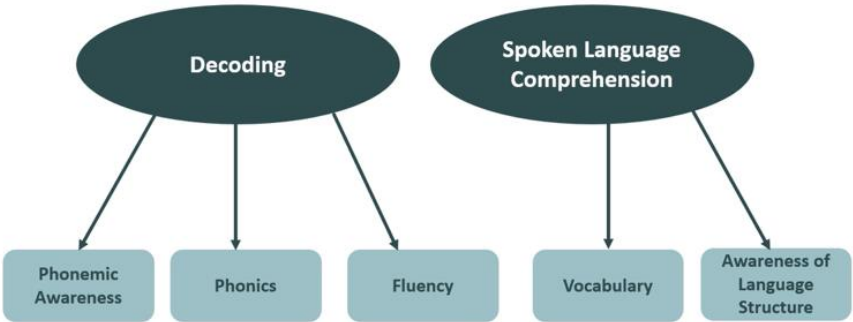 Decoding
Spoken Language
Comprehension
Phonemic
Awareness
Phonics
Fluency
Vocabulary
Awareness of
Language
Structure